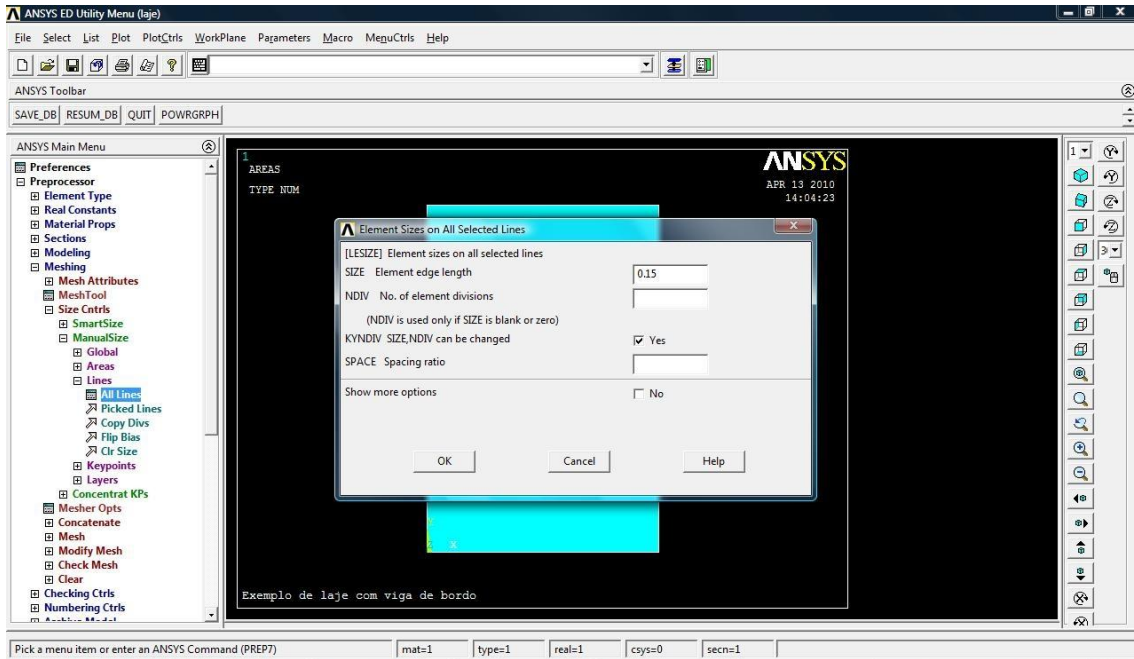 ANSYS ED Utility Menu (laje)
File Select List Plot PlotCtrls WorkPlane Parameters Macro MenuCtrls Help
ANSYS Toolbar
SAVE_DB RESUM_DB QUIT POWRGRPH
ANSYS Main Menu
Preferences
Preprocessor
Element Type
Real Constants
Material Props
Sections
Modeling
Meshing
Mesh Attributes
MeshTool
Size Cntrls
SmartSize
ManualSize
Global
Areas
Lines
All Lines
Picked Lines
Copy Divs
Flip Bias
Clr Size
Keypoints
Layers
Concentrat KPs
Mesher Opts
Concatenate
Mesh
Modify Mesh
Check Mesh
Clear
Checking Ctrls
Numbering Ctrls
1
AREAS
TYPE NUM
ANSYS
APR 13 2010
14:04:23
Element Sizes on All Selected Lines
[LESIZE] Element sizes on all selected lines
SIZE Element edge length 0.15
NDIV No. of element divisions
(NDIV is used only if SIZE is blank or zero)
KYNDIV SIZE,NDIV can be changed Yes
SPACE Spacing ratio
Show more options No
OK Cancel Help
X
Exemplo de laje com viga de bordo
1
Pick a menu item or enter an ANSYS Command (PREP7) mat=1 type=1 real=1 csys=0 secn=1